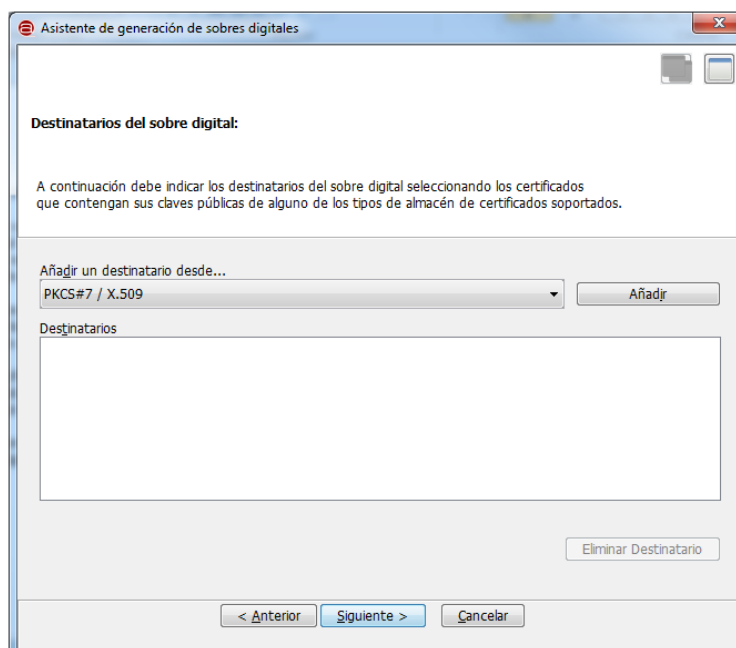 Asistente de generación de sobres digitales
Destinatarios del sobre digital:
A continuación debe indicar los destinatarios del sobre digital seleccionando los certificados
que contengan sus claves públicas de alguno de los tipos de almacén de certificados soportados.
Añadir un destinatario desde...
PKCS#7 / X.509
Añadir
Destinatarios
Eliminar Destinatario
< Anterior
Siguiente >
Cancelar